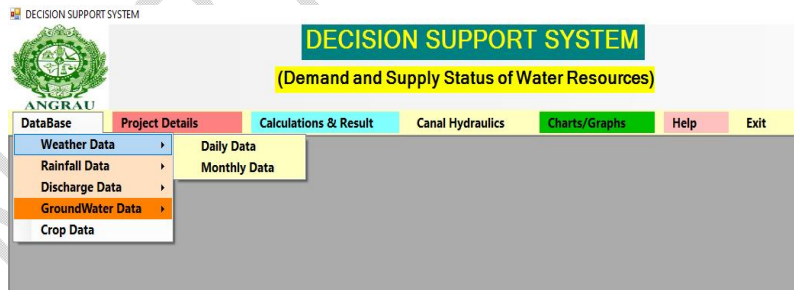 DECISION SUPPORT SYSTEM
DECISION SUPPORT SYSTEM
(Demand and Supply Status of Water Resources)
ANGRAU
DataBase Project Details Calculations & Result Canal Hydraulics Charts/Graphs Help Exit
Weather Data Daily Data
Rainfall Data Monthly Data
Discharge Data
GroundWater Data
Crop Data